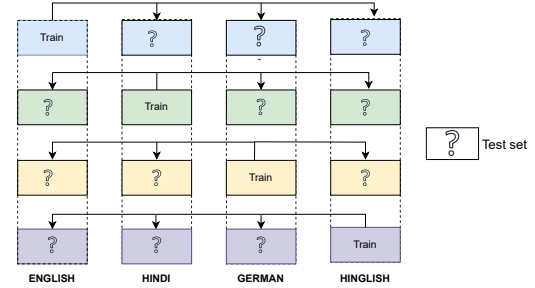 Train ? ? ?
-
? Train ? ?
? ? Train ?
? Test set
? ? ? Train
ENGLISH HINDI GERMAN HINGLISH